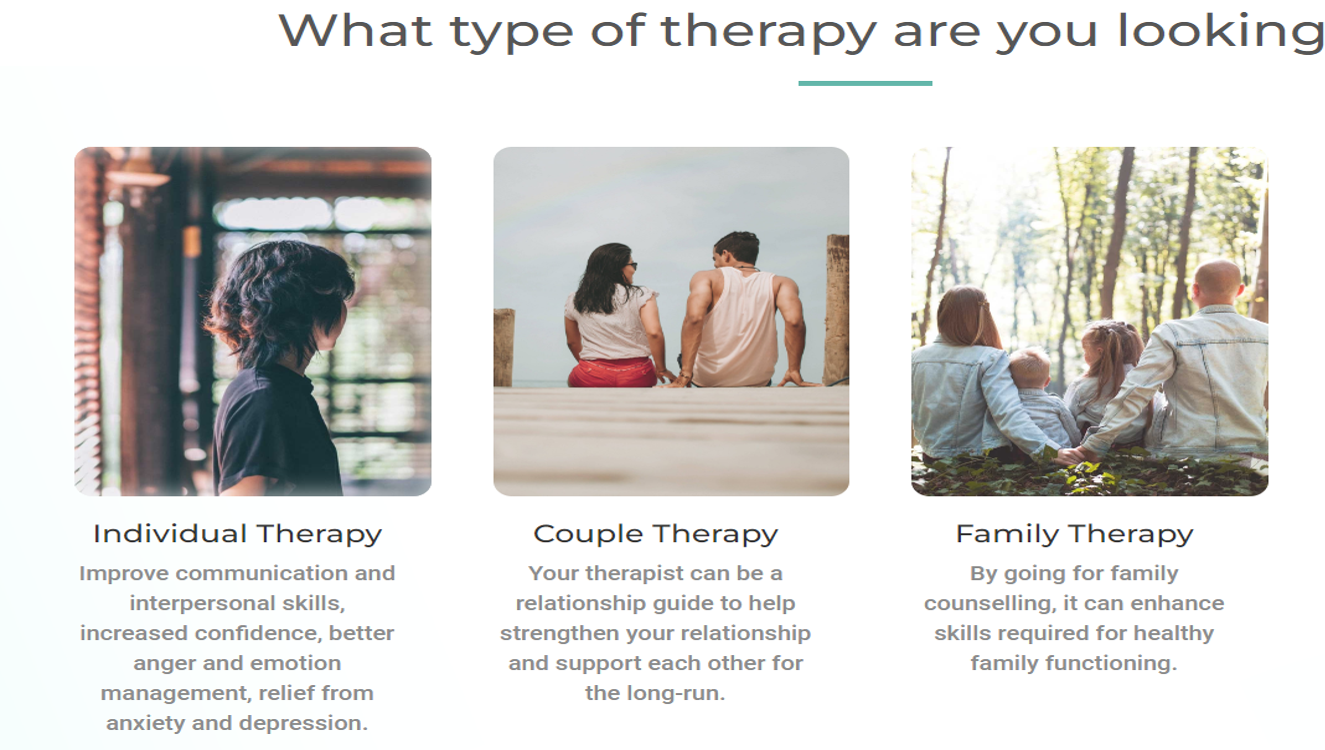 What type of therapy are you looking
Individual Therapy
Improve communication and
interpersonal skills,
increased confidence, better
anger and emotion
management, relief from
anxiety and depression.
Couple Therapy
Your therapist can be a
relationship guide to help
strengthen your relationship
and support each other for
the long-run.
Family Therapy
By going for family
counselling, it can enhance
skills required for healthy
family functioning.